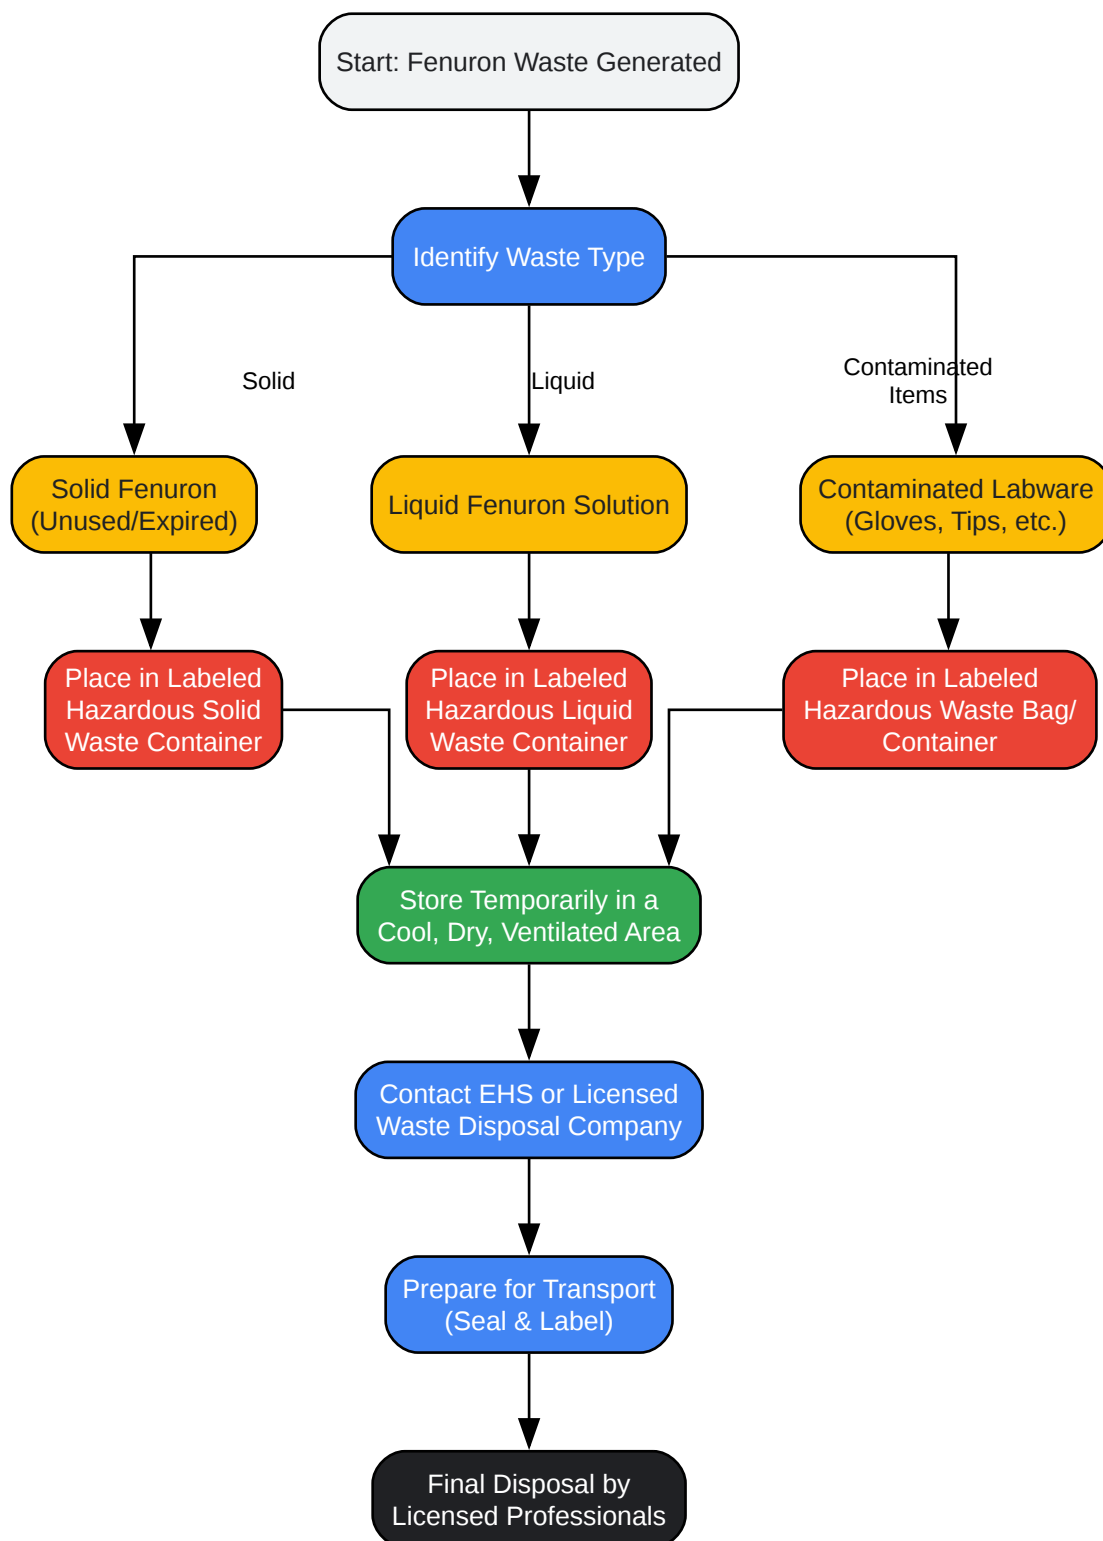 Start: Fenuron Waste Generated
Identify Waste Type
Solid
Liquid
Contaminated
Items
Solid Fenuron
(Unused/Expired)
Liquid Fenuron Solution
Contaminated Labware
(Gloves, Tips, etc.)
Place in Labeled
Hazardous Solid
Waste Container
Place in Labeled
Hazardous Liquid
Waste Container
Place in Labeled
Hazardous Waste Bag/
Container
Store Temporarily in a
Cool, Dry, Ventilated Area
Contact EHS or Licensed
Waste Disposal Company
Prepare for Transport
(Seal & Label)
Final Disposal by
Licensed Professionals